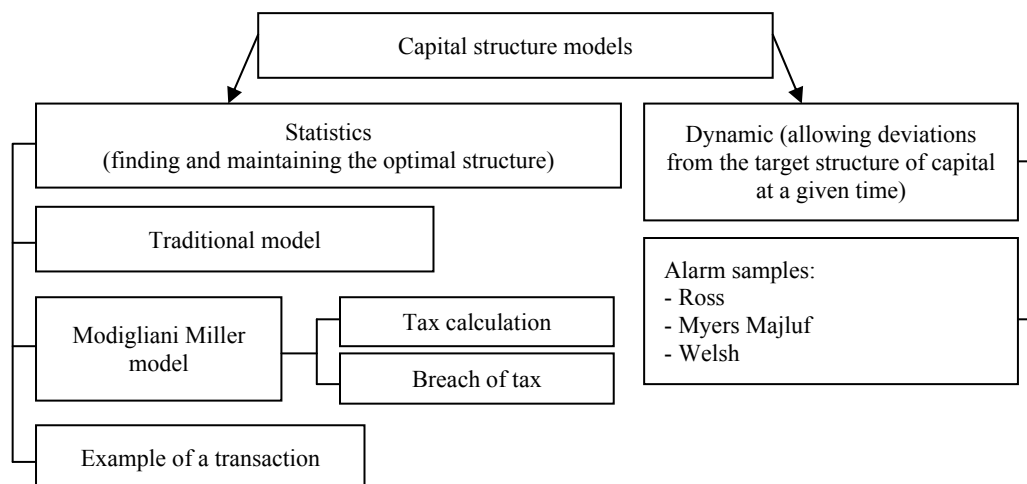 Capital structure models
Statistics
(finding and maintaining the optimal structure)
Dynamic (allowing deviations
from the target structure of capital
at a given time)
Traditional model
Alarm samples:
- Ross
- Myers Majluf
- Welsh
Modigliani Miller
model
Tax calculation
Breach of tax
Example of a transaction